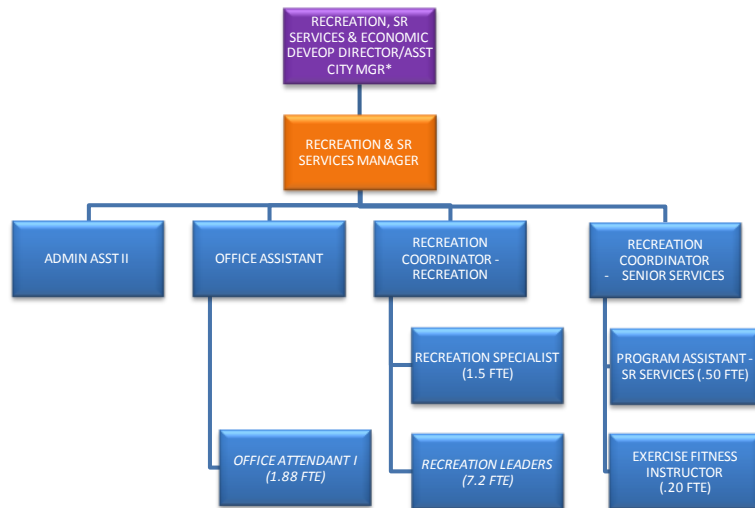 RECREATION, SR
SERVICES & ECONOMIC
DEVEOP DIRECTOR/ASST
CITY MGR*
RECREATION & SR
SERVICES MANAGER
ADMIN ASST II
OFFICE ASSISTANT
RECREATION
COORDINATOR -
RECREATION
RECREATION
COORDINATOR
- SENIOR SERVICES
RECREATION SPECIALIST
(1.5 FTE)
PROGRAM ASSISTANT -
SR SERVICES (.50 FTE)
OFFICE ATTENDANT I
(1.88 FTE)
RECREATION LEADERS
(7.2 FTE)
EXERCISE FITNESS
INSTRUCTOR
(.20 FTE)